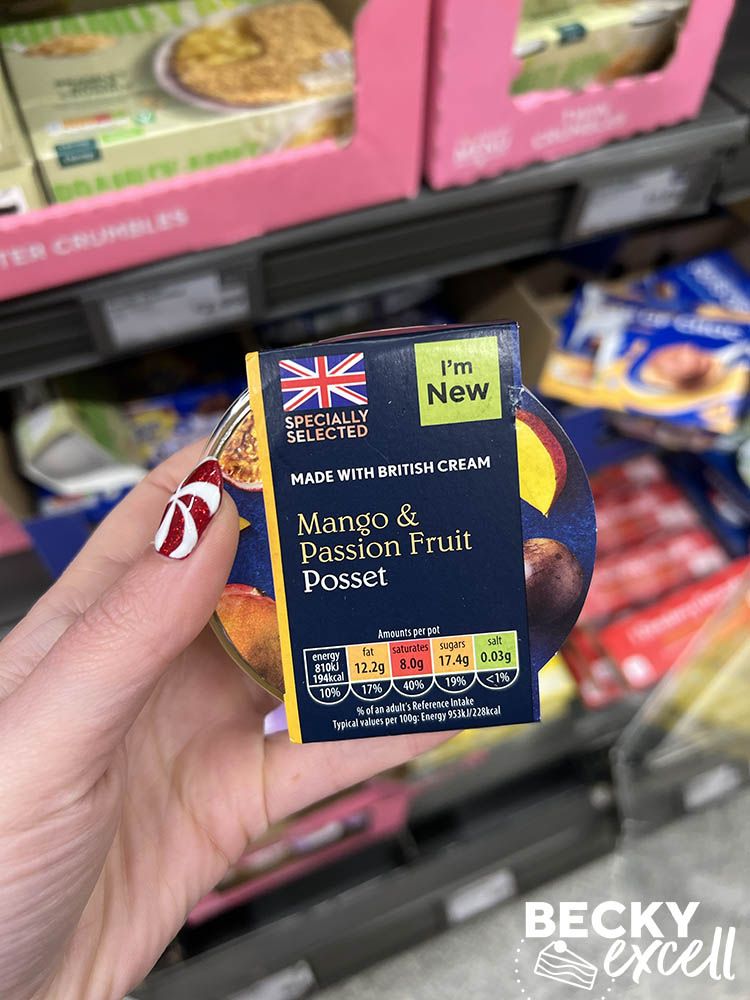 TER CRUMBLES
I'm
New
SPECIALLY
SELECTED
MADE WITH BRITISH CREAM
Mango &
Passion Fruit
Posset
Amounts per pot
energy
810kJ
194kcal
10%
fat
12.2g
17%
saturates
8.0g
40%
sugars
17.4g
19%
salt
0.03g
<1%
% of an adult's Reference Intake
Typical values per 100g: Energy 953kJ/228kcal
BECKY
excell